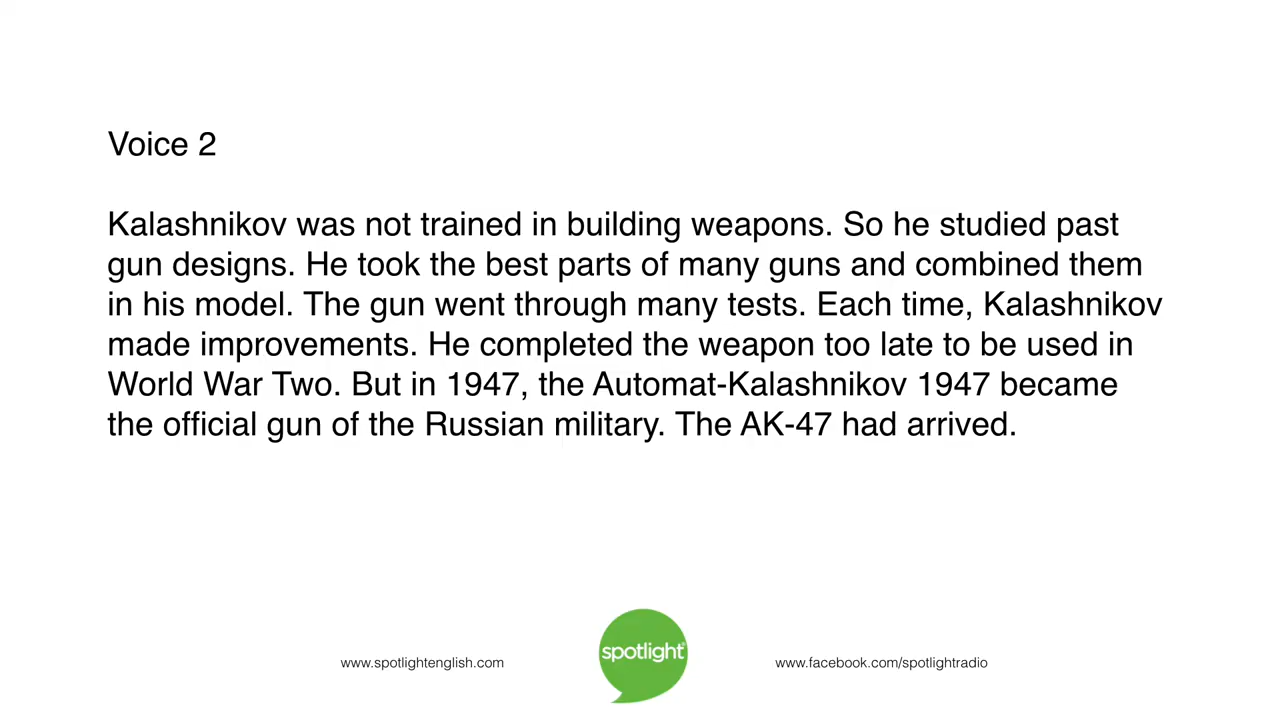 Voice 2
Kalashnikov was not trained in building weapons. So he studied past
gun designs. He took the best parts of many guns and combined them
in his model. The gun went through many tests. Each time, Kalashnikov
made improvements. He completed the weapon too late to be used in
World War Two. But in 1947, the Automat-Kalashnikov 1947 became
the official gun of the Russian military. The AK-47 had arrived.
www.spotlightenglish.com
spotlight®
www.facebook.com/spotlightradio